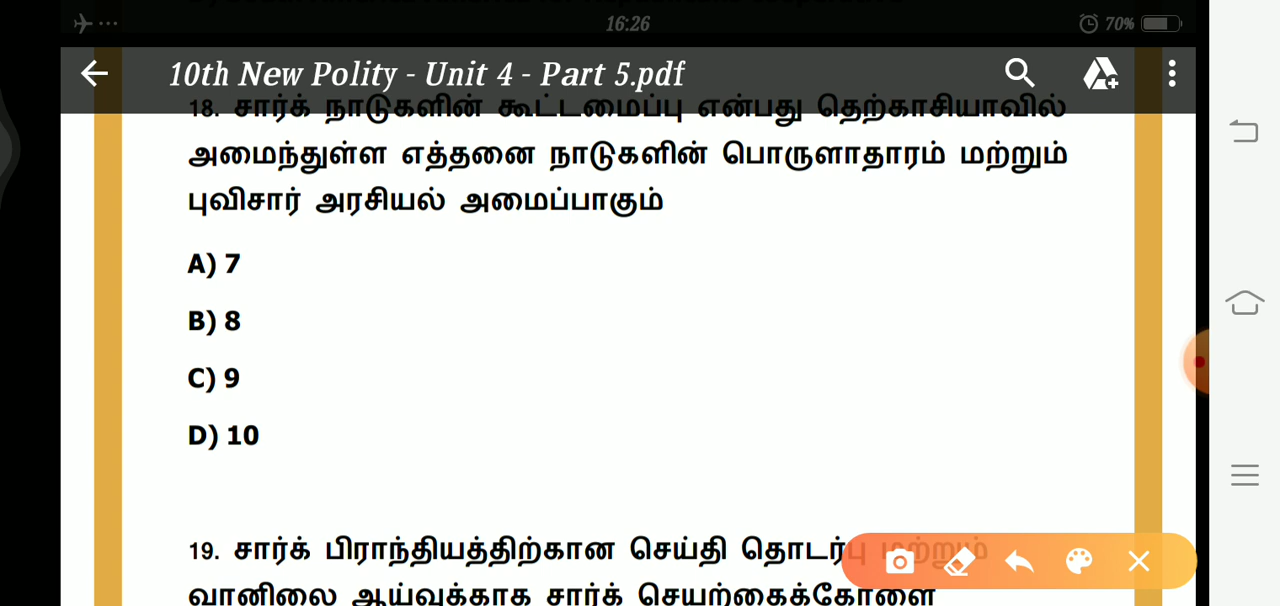 16:26
70%
10th New Polity - Unit 4 - Part 5.pdf
18. சார்க் நாடுகளின் கூட்டமைப்பு என்பது தெற்காசியாவில்
அமைந்துள்ள எத்தனை நாடுகளின் பொருளாதாரம் மற்றும்
புவிசார் அரசியல் அமைப்பாகும்
A) 7
B) 8
C) 9
D) 10
19. சார்க் பிராந்தியத்திற்கான செய்தி தொடர்பு மற்றும்
வானிலை ஆய்வுக்காக சார்க் செயற்கைக்கோளை